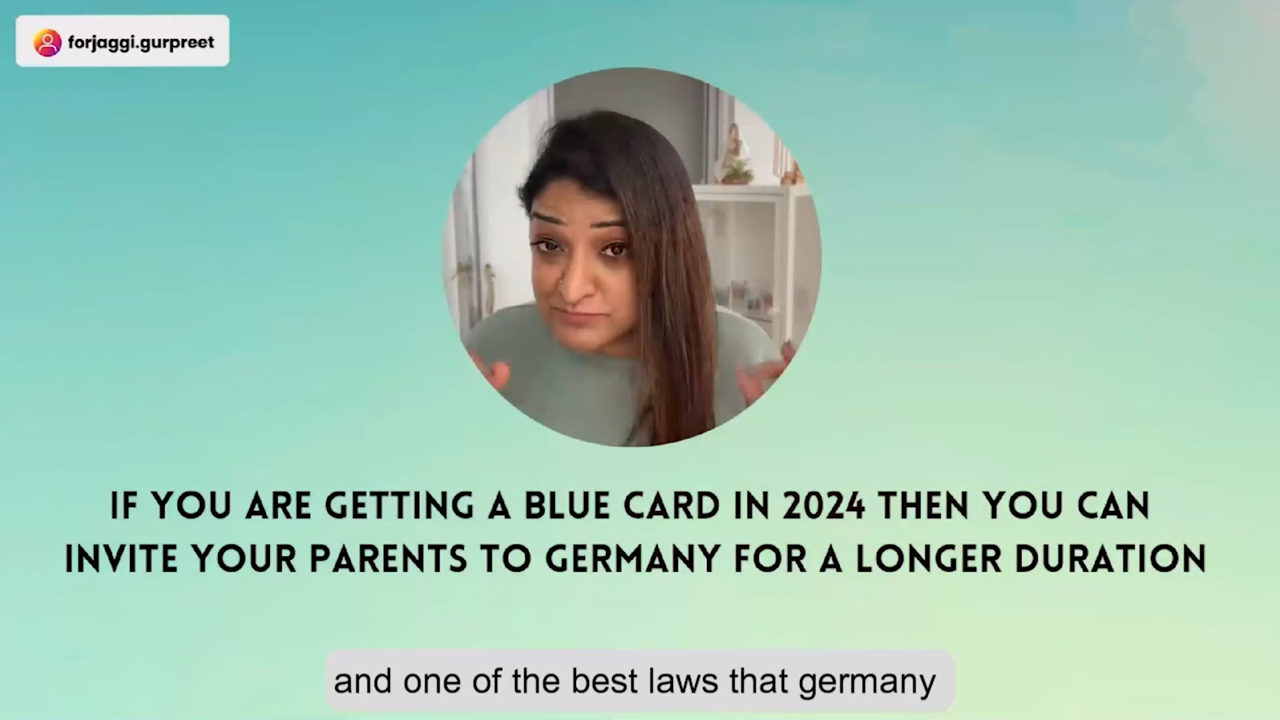 forjaggi.gurpreet
IF YOU ARE GETTING A BLUE CARD IN 2024 THEN YOU CAN
INVITE YOUR PARENTS TO GERMANY FOR A LONGER DURATION
and one of the best laws that germany